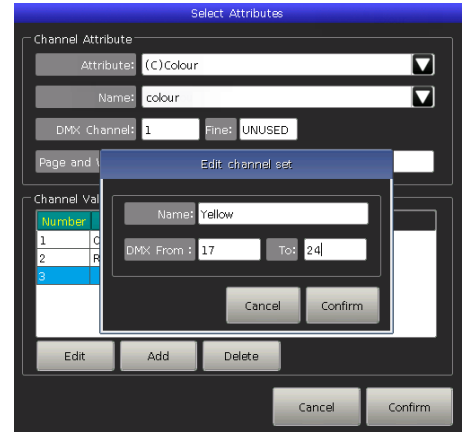 Select Attributes
Channel Attribute
Attribute: (C)Colour
Name: colour
DMX Channel: 1 Fine: UNUSED
Page and
Edit channel set
Channel Val
Name: Yellow
Number
1
DMX From : 17 To: 24
2 R
3
Cancel Confirm
Edit Add Delete
Cancel Confirm